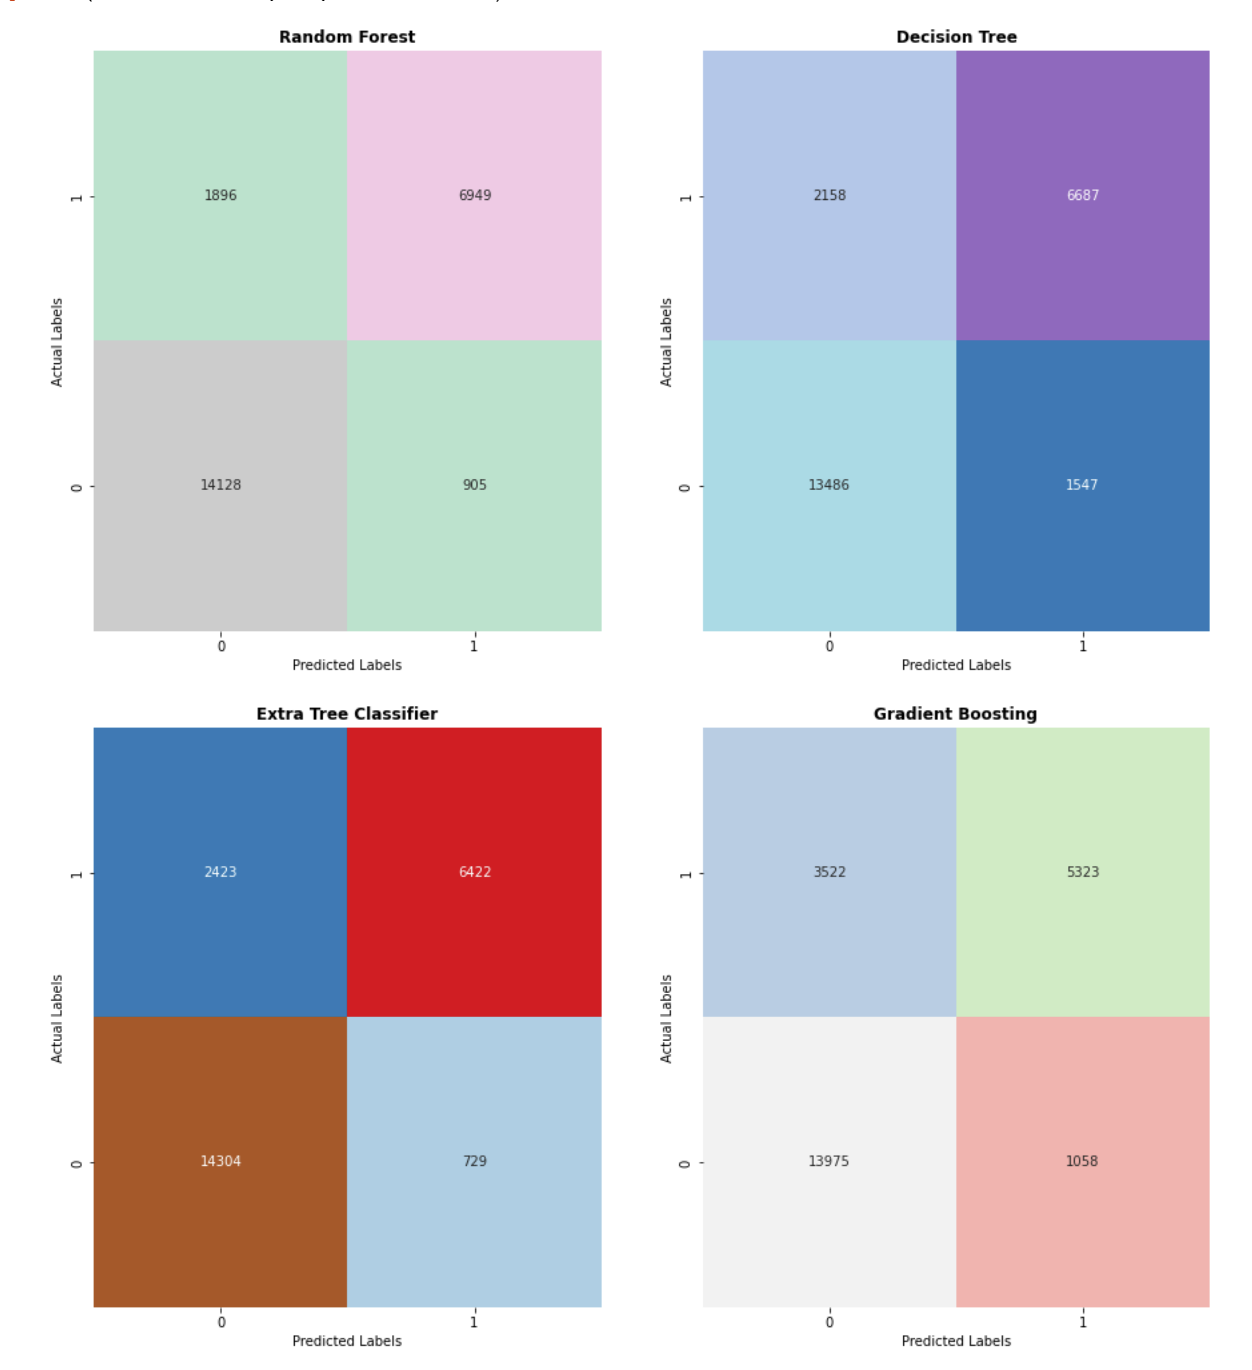 Random Forest
Decision Tree
1896 6949
2158 6687
1
1
Actual Labels
Actual Labels
14128 905
13486 1547
0
0
0 1
0 1
Predicted Labels
Predicted Labels
Extra Tree Classifier
Gradient Boosting
2423 6422
3522 5323
1
1
Actual Labels
Actual Labels
14304 729
13975 1058
0
0
0 1
0 1
Predicted Labels
Predicted Labels